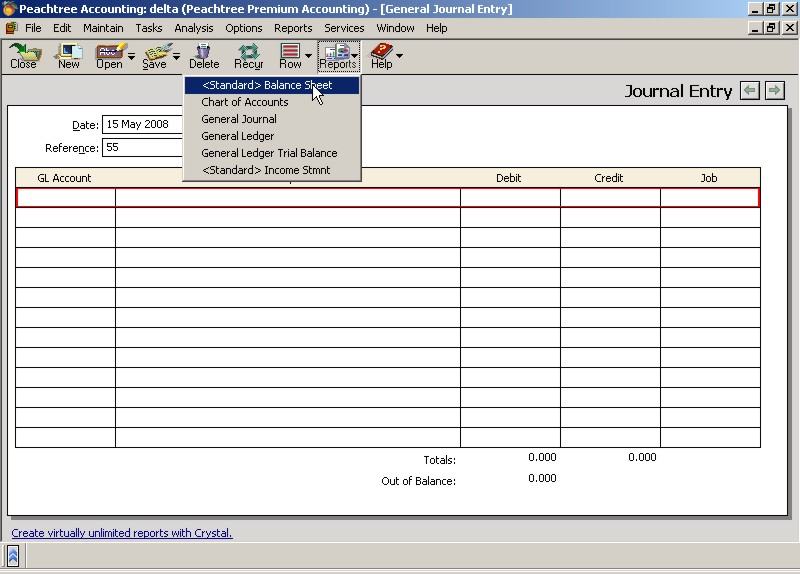 Peachtree Accounting: delta (Peachtree Premium Accounting) - [General Journal Entry]
File Edit Maintain Tasks Analysis Options Reports Services Window Help
Close New Open Save Delete Recur Row Reports Help
<Standard> Balance Sheet
Chart of Accounts
General Journal
General Ledger
General Ledger Trial Balance
<Standard> Income Stmnt
Journal Entry
Date: 15 May 2008
Reference: 55
GL Account Debit Credit Job
Totals: 0.000 0.000
Out of Balance: 0.000
Create virtually unlimited reports with Crystal.